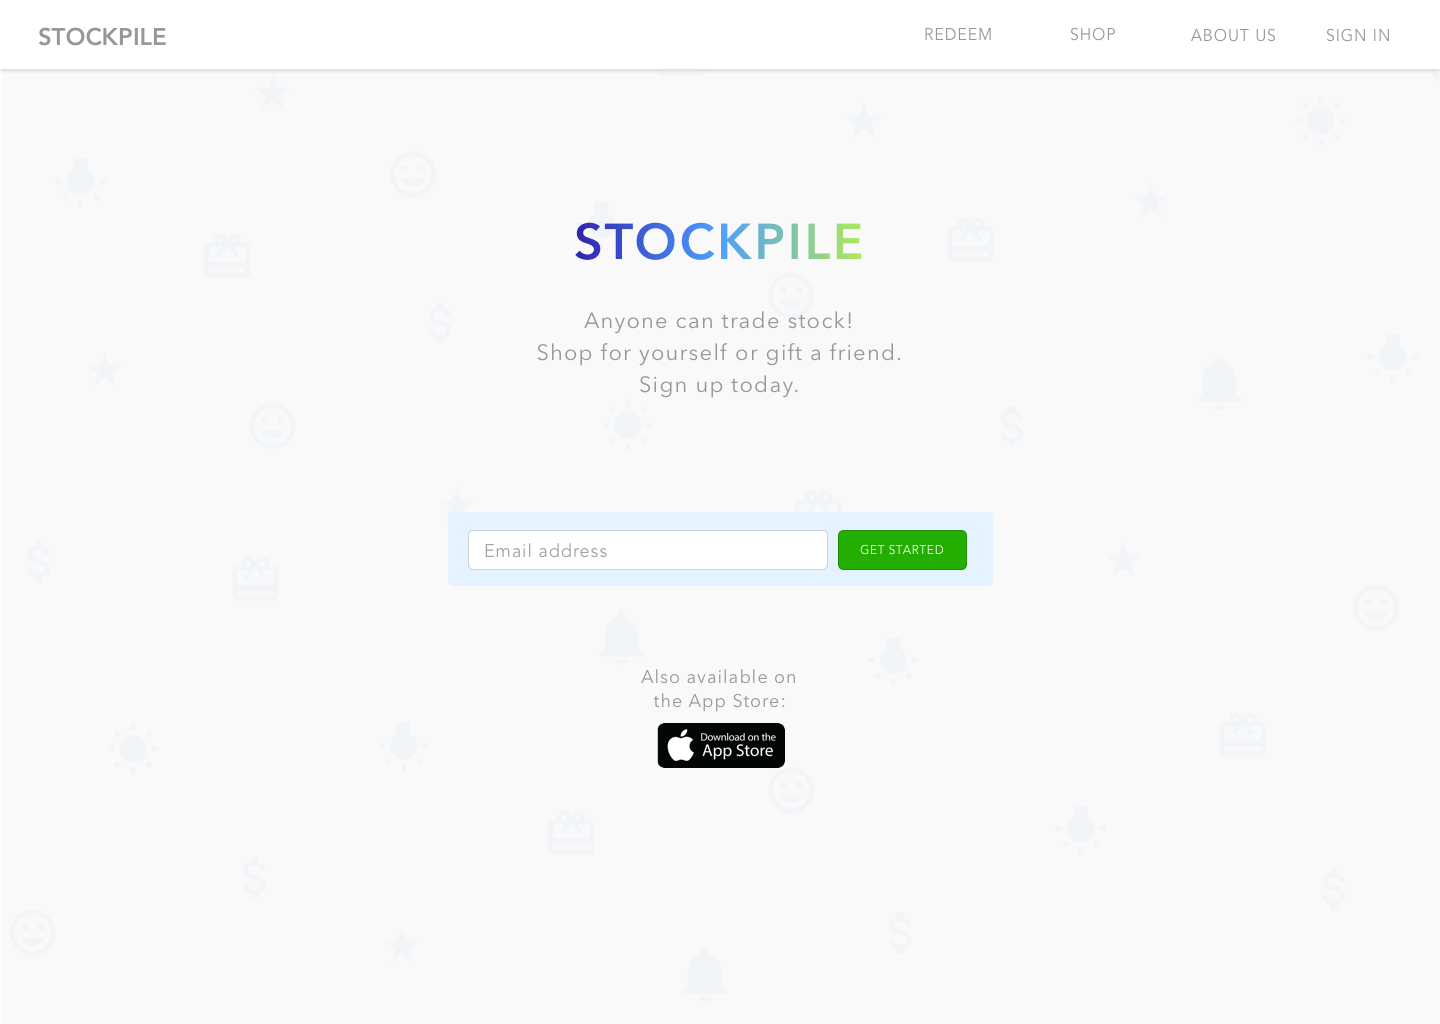 STOCKPILE
REDEEM
SHOP
ABOUT US
SIGN IN
STOCKPILE
Anyone can trade stock!
Shop for yourself or gift a friend.
Sign up today.
Email address
GET STARTED
Also available on
the App Store:
Download on the
App Store